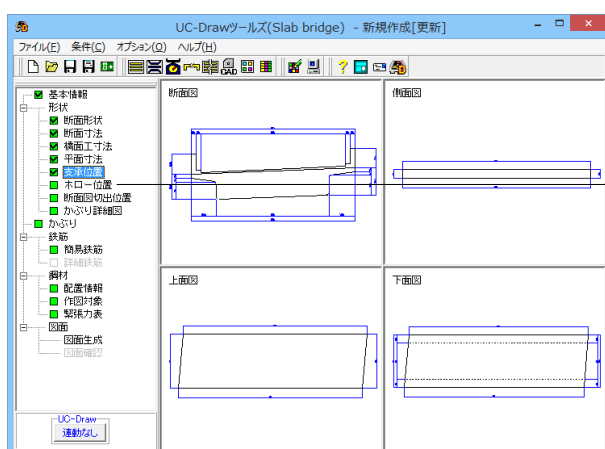 UC-Drawツールズ(Slab bridge) - 新規作成[更新]
ファイル(F) 条件(C) オプション(O) ヘルプ(H)
基本情報
形状
断面形状
断面寸法
橋面工寸法
平面寸法
支承位置
ホロー位置
断面図切出位置
かぶり詳細図
かぶり
鉄筋
簡易鉄筋
詳細鉄筋
鋼材
配置情報
作図対象
緊張力表
図面
図面生成
図面確認
UC-Draw
連動なし
断面図
側面図
上面図
下面図